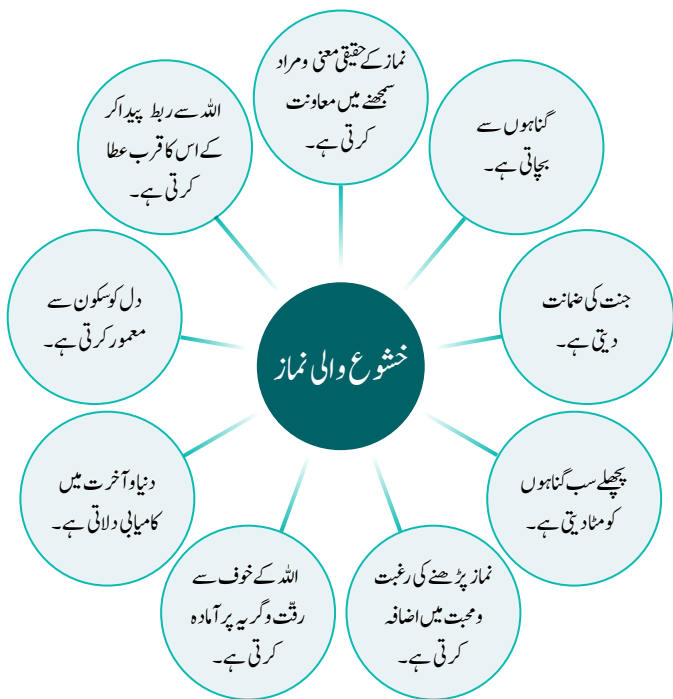 خشوع والی نماز
نماز کے حقیقی معنی و مراد
سمجھنے میں معاونت
کرتی ہے۔
گناہوں سے
بچاتی ہے۔
جنت کی ضمانت
دیتی ہے۔
پچھلے سب گناہوں
کو مٹا دیتی ہے۔
نماز پڑھنے کی رغبت
و محبت میں اضافہ
کرتی ہے۔
اللہ کے خوف سے
رقّت و گریہ پر آمادہ
کرتی ہے۔
دنیا و آخرت میں
کامیابی دلاتی ہے۔
دل کو سکون سے
معمور کرتی ہے۔
اللہ سے ربط پیدا کر
کے اس کا قرب عطا
کرتی ہے۔